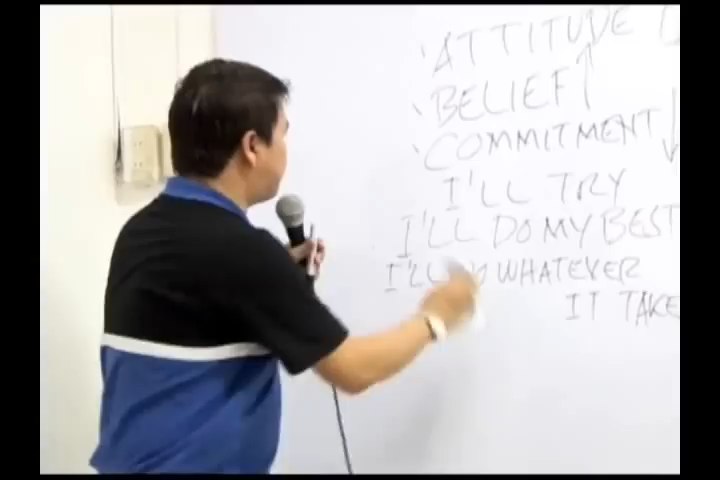 ATTITUDE
BELIEF↑
COMMITMENT
I'LL TRY
I'LL DO MY BEST
I'LL DO WHATEVER
IT TAKE